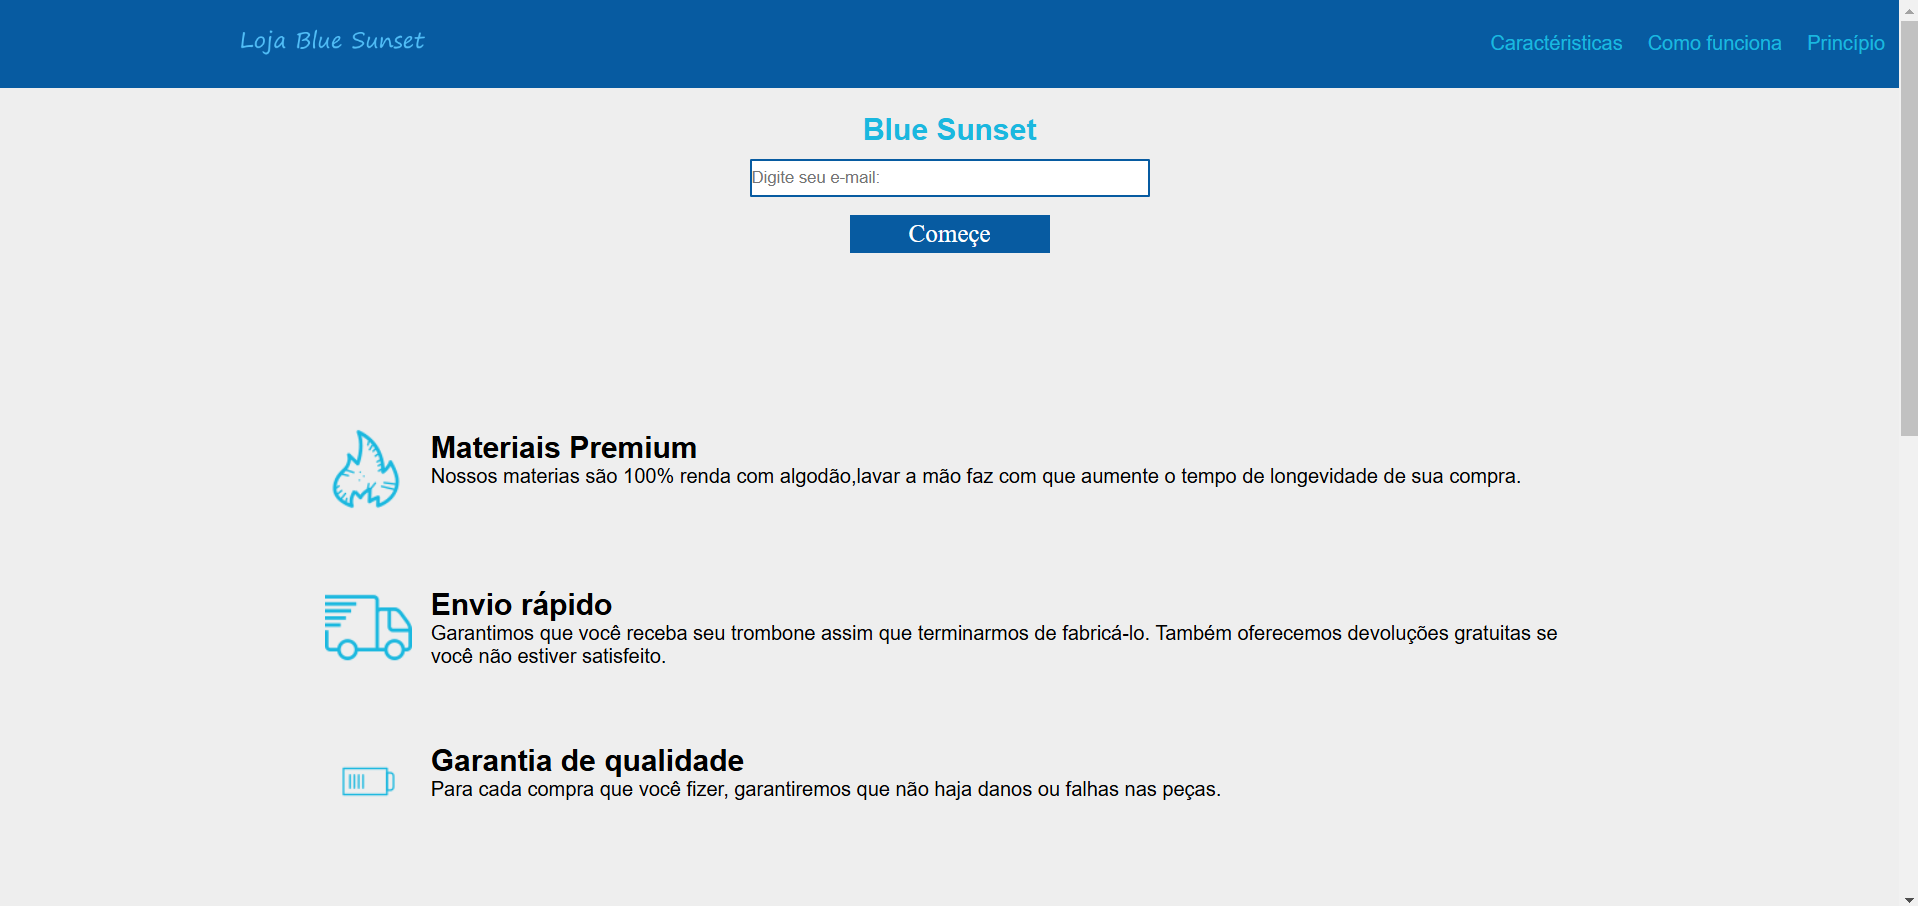 Loja Blue Sunset
Caractéristicas Como funciona Princípio
Blue Sunset
Digite seu e-mail:
Começe
Materiais Premium
Nossos materias são 100% renda com algodão,lavar a mão faz com que aumente o tempo de longevidade de sua compra.
Envio rápido
Garantimos que você receba seu trombone assim que terminarmos de fabricá-lo. Também oferecemos devoluções gratuitas se
você não estiver satisfeito.
Garantia de qualidade
Para cada compra que você fizer, garantiremos que não haja danos ou falhas nas peças.